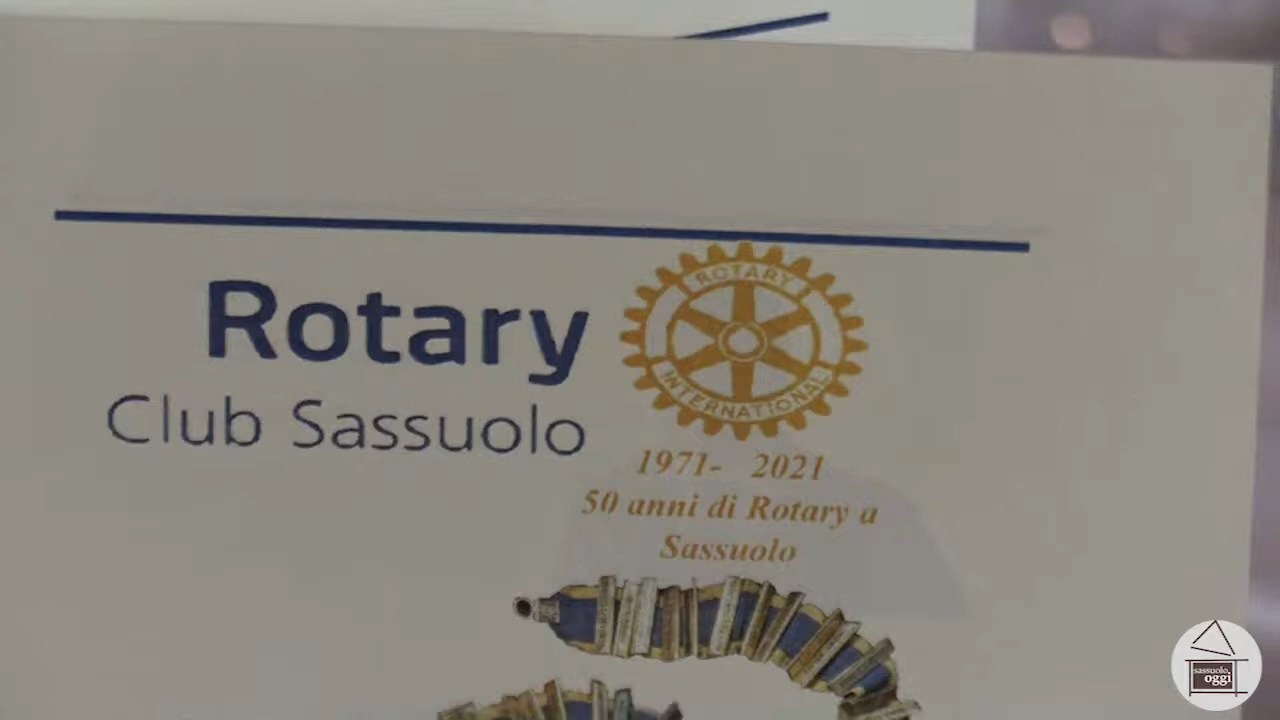 Rotary
Club Sassuolo
ROTARY
INTERNATIONAL
1971- 2021
50 anni di Rotary a
Sassuolo
sassuolo.
oggi